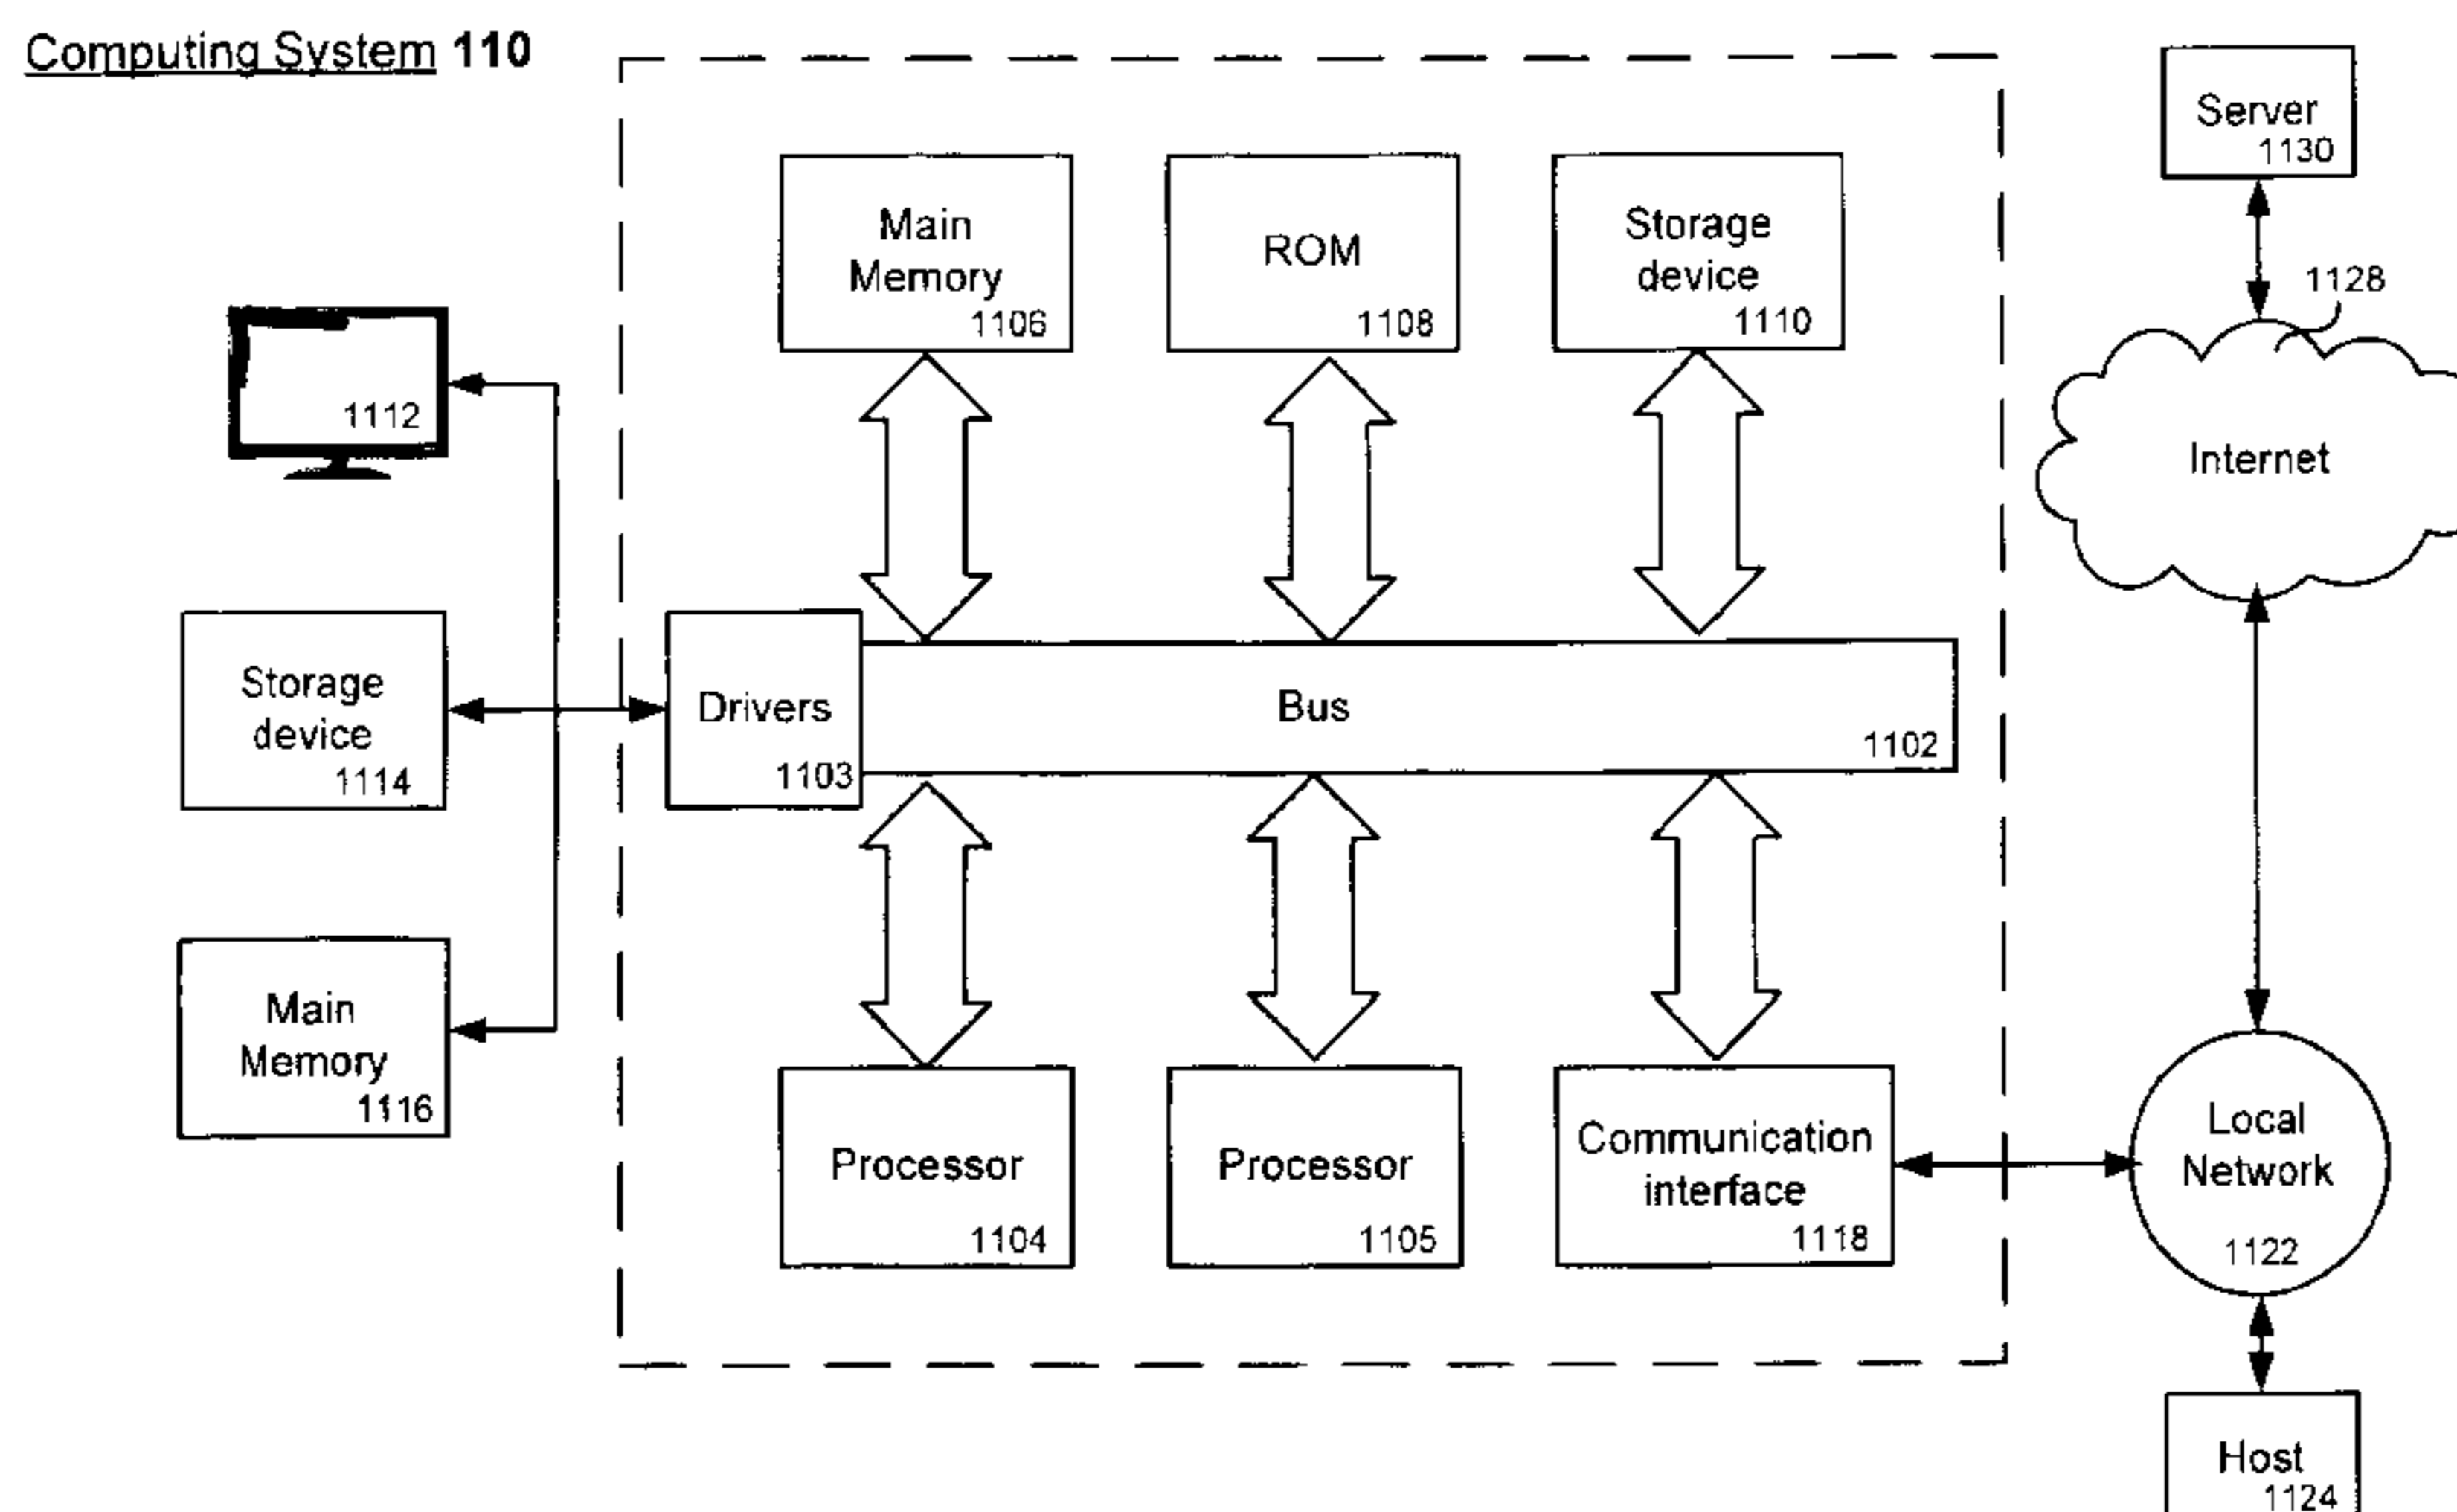 Computing System 110
Server
1130
Main
Memory
1106
ROM
1108
Storage
device
1110
1128
1112
Internet
Storage
device
1114
Drivers
1103
Bus
1102
Main
Memory
1116
Processor
1104
Processor
1105
Communication
interface
1118
Local
Network
1122
Host
1124